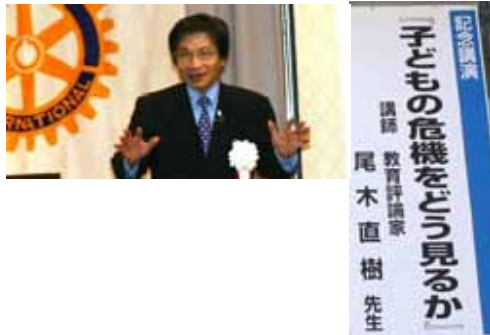 INTERNATIONAL
記念講演
『子どもの危機をどう見るか』
講師 教育評論家
尾木直樹 先生